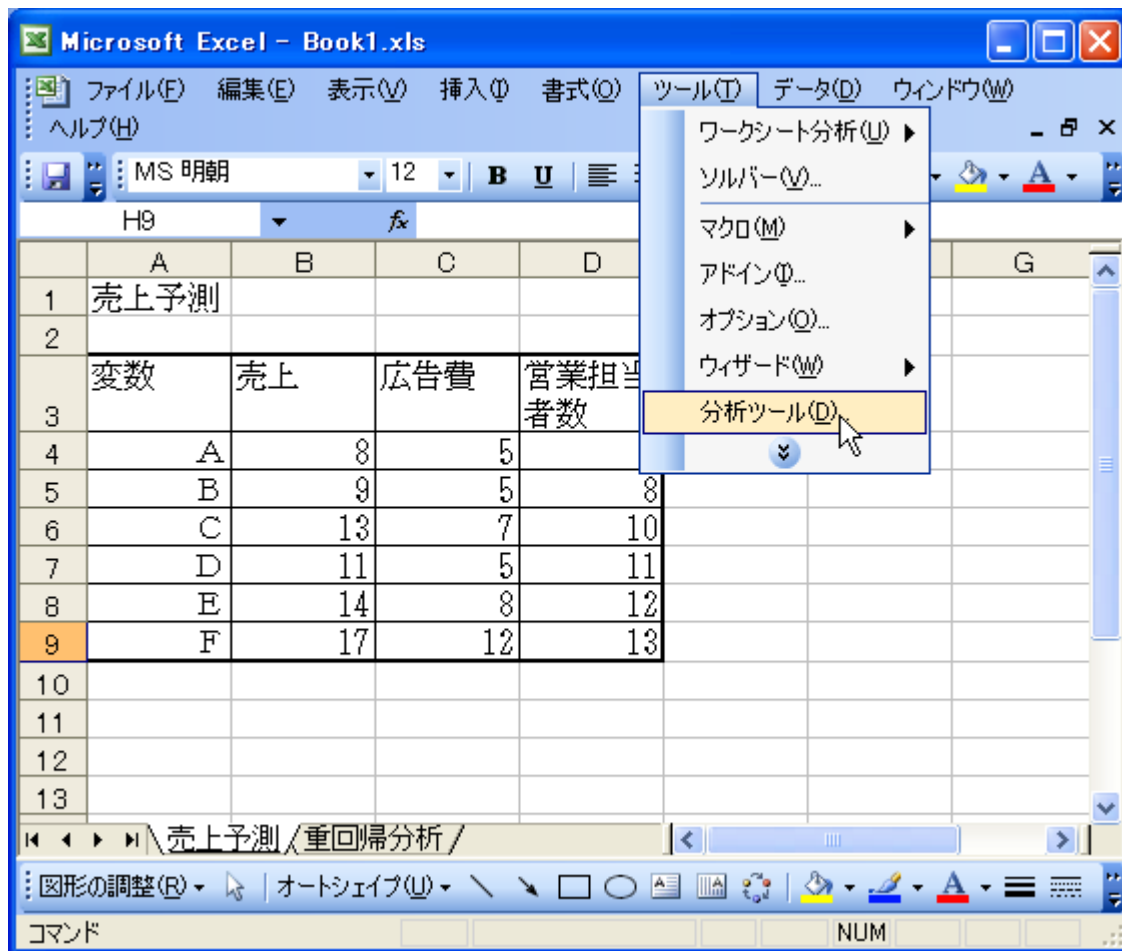 Microsoft Excel - Book1.xls
ファイル(F) 編集(E) 表示(V) 挿入(I) 書式(O) ツール(T) データ(D) ウィンドウ(W)
ヘルプ(H)
MS 明朝 12 B U A
ワークシート分析(U)
ソルバー(V)...
マクロ(M)
アドイン(I)...
オプション(O)...
ウィザード(W)
分析ツール(D)...
H9 fx
A B C D G
1 売上予測
2
3 変数 売上 広告費 営業担当者数
4 A 8 5
5 B 9 5 8
6 C 13 7 10
7 D 11 5 11
8 E 14 8 12
9 F 17 12 13
10
11
12
13
売上予測 重回帰分析
図形の調整(R) オートシェイプ(U) A
コマンド NUM